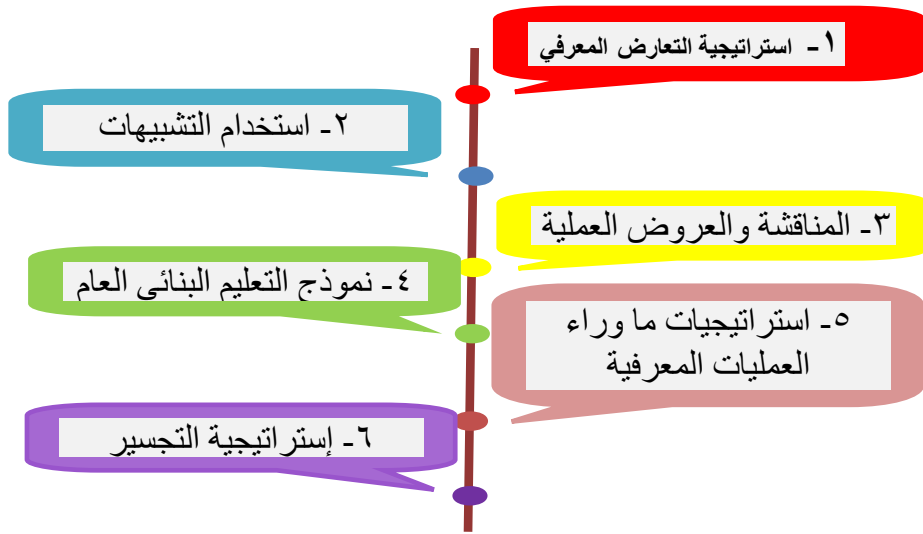 ١- استراتيجية التعارض المعرفي
٢- استخدام التشبيهات
٣- المناقشة والعروض العملية
٤- نموذج التعليم البنائي العام
٥- استراتيجيات ما وراء
العمليات المعرفية
٦- إستراتيجية التجسير